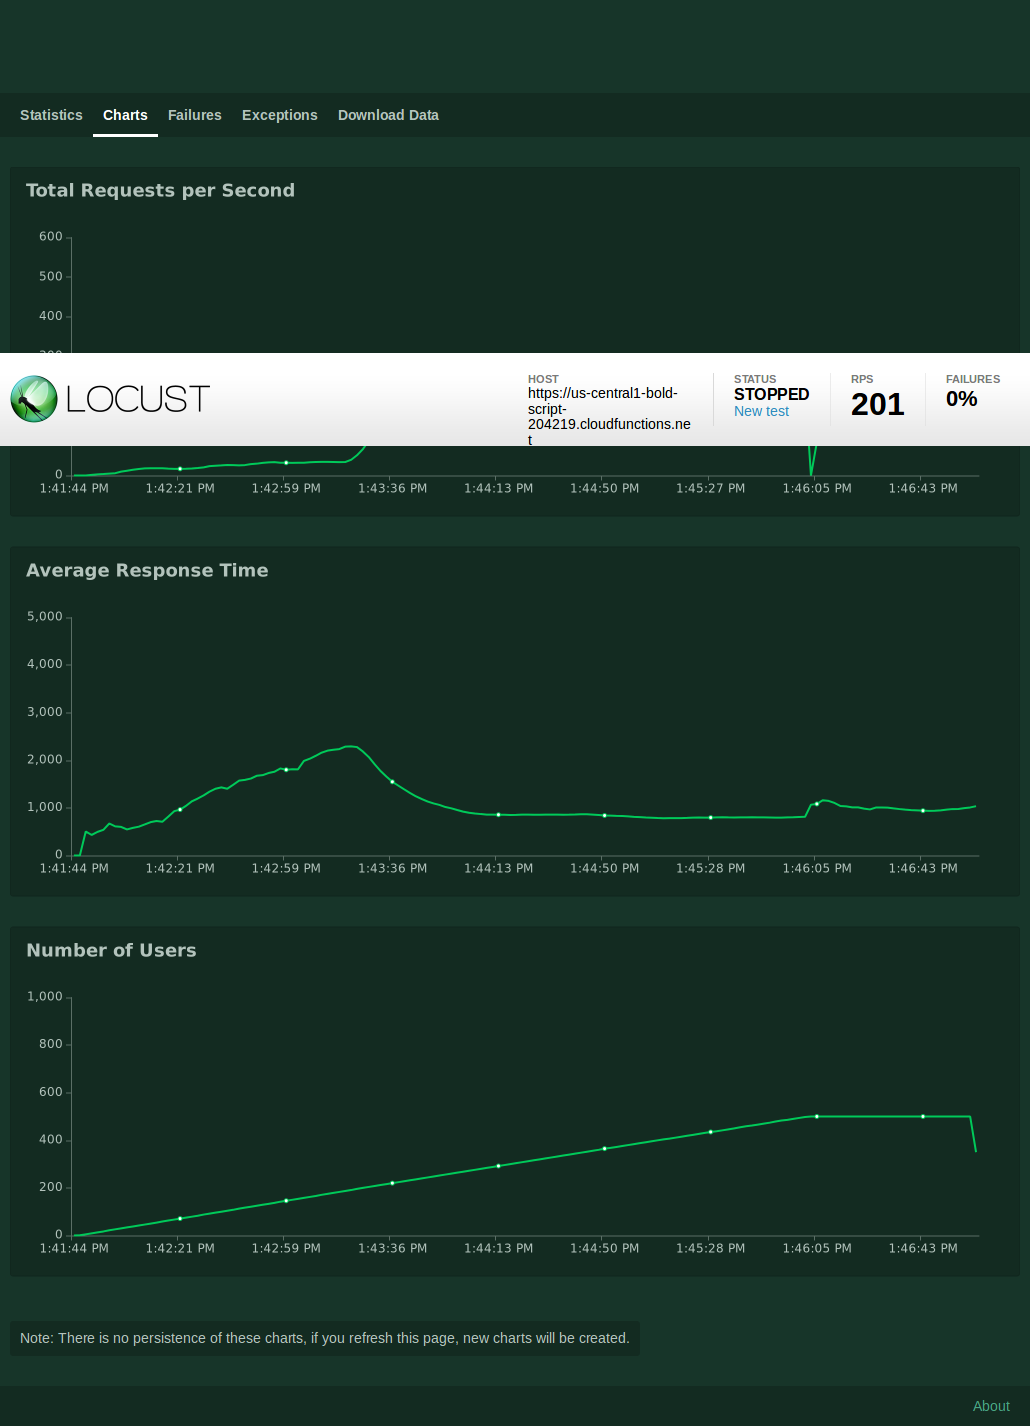 Statistics Charts Failures Exceptions Download Data
Total Requests per Second
600
500
400
LOCUST
HOST
https://us-central1-bold-
script-
204219.cloudfunctions.ne
t
STATUS
STOPPED
New test
RPS
201
FAILURES
0%
0
1:41:44 PM 1:42:21 PM 1:42:59 PM 1:43:36 PM 1:44:13 PM 1:44:50 PM 1:45:27 PM 1:46:05 PM 1:46:43 PM
Average Response Time
5,000
4,000
3,000
2,000
1,000
0
1:41:44 PM 1:42:21 PM 1:42:59 PM 1:43:36 PM 1:44:13 PM 1:44:50 PM 1:45:28 PM 1:46:05 PM 1:46:43 PM
Number of Users
1,000
800
600
400
200
0
1:41:44 PM 1:42:21 PM 1:42:59 PM 1:43:36 PM 1:44:13 PM 1:44:50 PM 1:45:28 PM 1:46:05 PM 1:46:43 PM
Note: There is no persistence of these charts, if you refresh this page, new charts will be created.
About